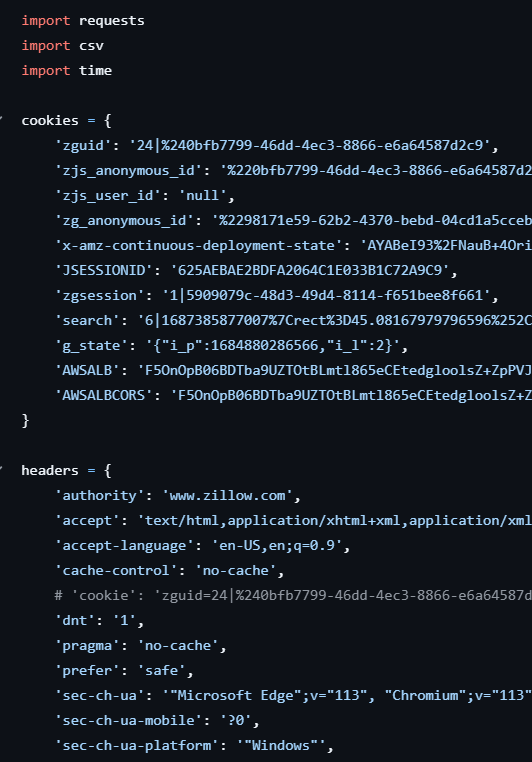 import requests
import csv
import time
cookies = {
'zguid': '24|%240bfb7799-46dd-4ec3-8866-e6a64587d2c9',
'zjs_anonymous_id': '%220bfb7799-46dd-4ec3-8866-e6a64587d2
'zjs_user_id': 'null',
'zg_anonymous_id': '%2298171e59-62b2-4370-bebd-04cd1a5cceb
'x-amz-continuous-deployment-state': 'AYABeI93%2FNauB+4Ori
'JSESSIONID': '625AEBAE2BDFA2064C1E033B1C72A9C9',
'zgsession': '1|5909079c-48d3-49d4-8114-f651bee8f661',
'search': '6|1687385877007%7Crect%3D45.08167979796596%252C
'g_state': '{"i_p":1684880286566,"i_l":2}',
'AWSALB': 'F5OnOpB06BDTba9UZTOtBLmtl865eCEtedgloolsZ+ZpPVJ
'AWSALBCORS': 'F5OnOpB06BDTba9UZTOtBLmtl865eCEtedgloolsZ+Z
}
headers = {
'authority': 'www.zillow.com',
'accept': 'text/html,application/xhtml+xml,application/xml
'accept-language': 'en-US,en;q=0.9',
'cache-control': 'no-cache',
# 'cookie': 'zguid=24|%240bfb7799-46dd-4ec3-8866-e6a64587d
'dnt': '1',
'pragma': 'no-cache',
'prefer': 'safe',
'sec-ch-ua': '"Microsoft Edge";v="113", "Chromium";v="113"
'sec-ch-ua-mobile': '?0',
'sec-ch-ua-platform': '"Windows"',